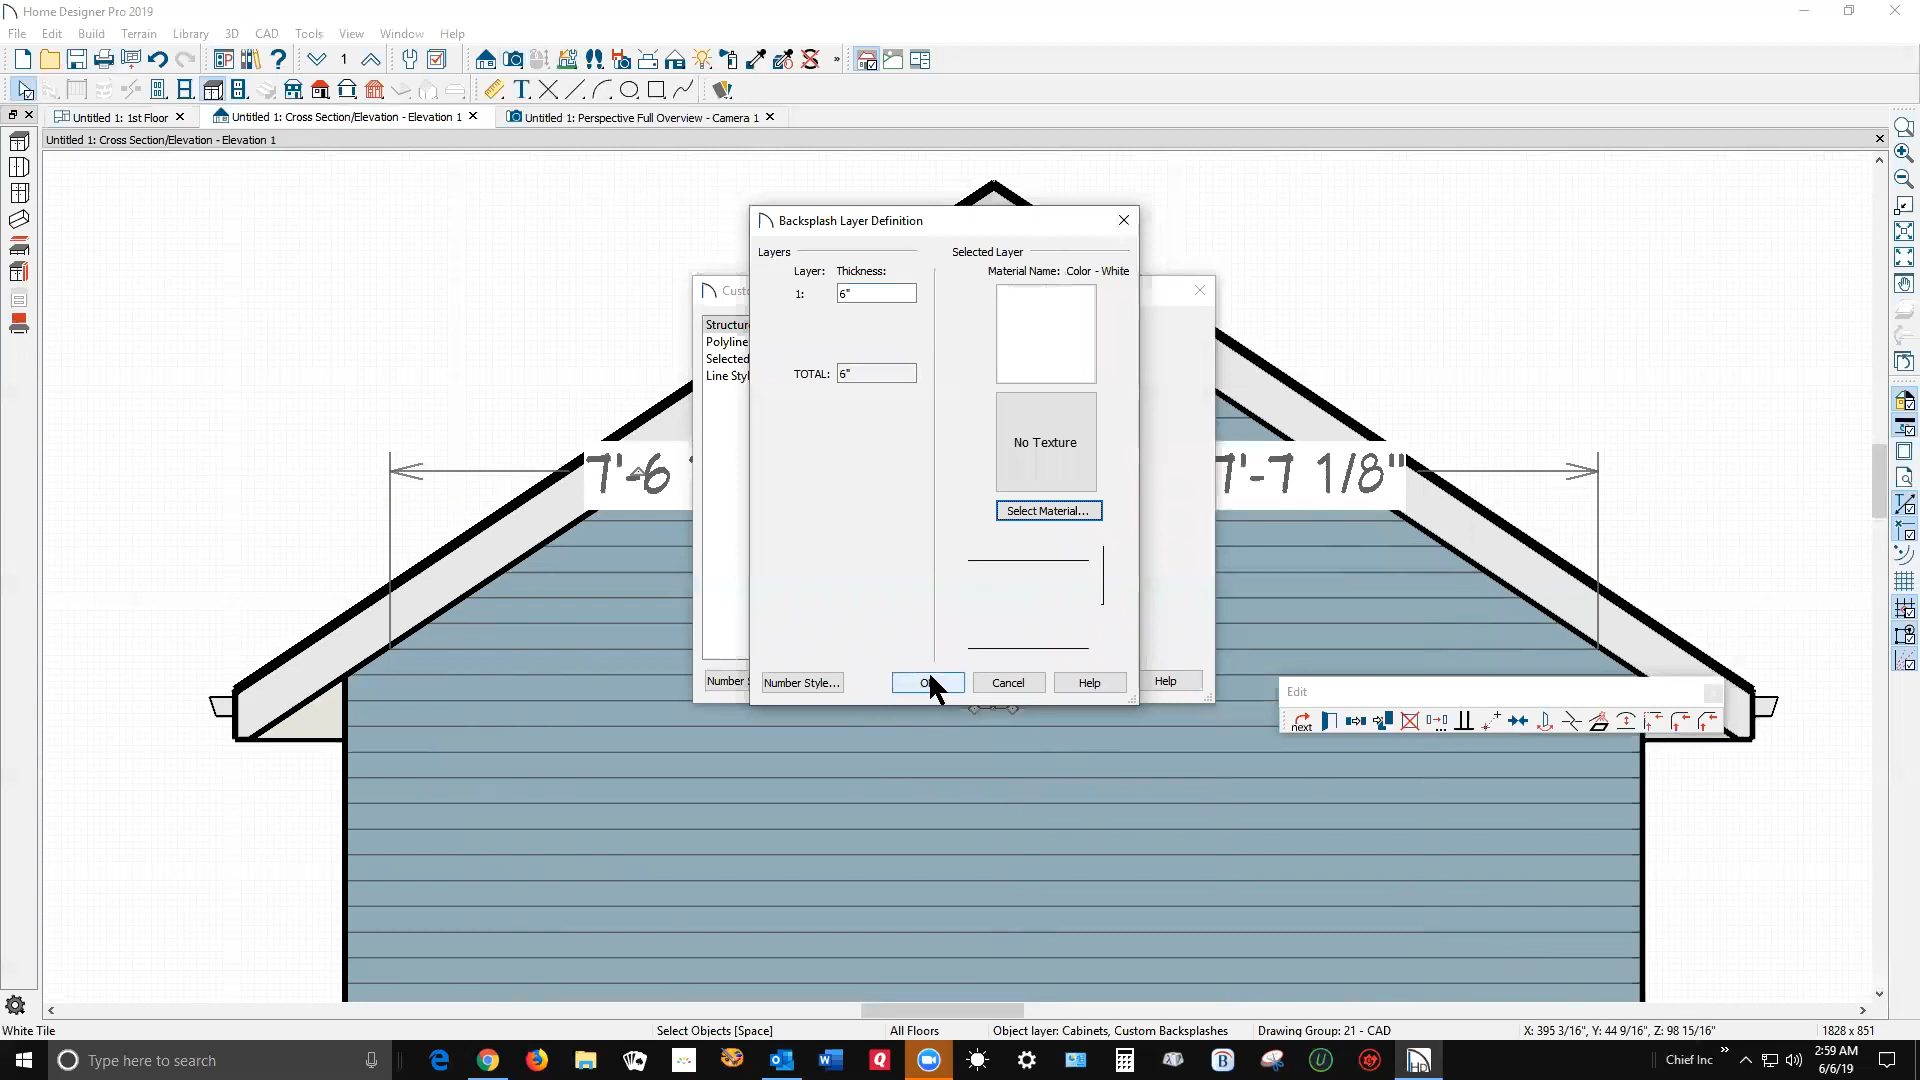 Home Designer Pro 2019
File Edit Build Terrain Library 3D CAD Tools View Window Help
1
Untitled 1: 1st Floor
Untitled 1: Cross Section/Elevation - Elevation 1
Untitled 1: Perspective Full Overview - Camera 1
Untitled 1: Cross Section/Elevation - Elevation 1
Backsplash Layer Definition
Layers
Selected Layer
Layer: Thickness:
Material Name: Color - White
1: 6"
TOTAL: 6"
No Texture
Select Material...
Number Style...
Cancel
Help
Polyline
Selected
Help
7'-6
7'-7 1/8"
Edit
next
White Tile
Select Objects [Space]
All Floors
Object layer: Cabinets, Custom Backsplashes
Drawing Group: 21 - CAD
X: 395 3/16", Y: 44 9/16", Z: 98 15/16"
1828 x 851
Type here to search
Chief Inc
2:59 AM
6/6/19